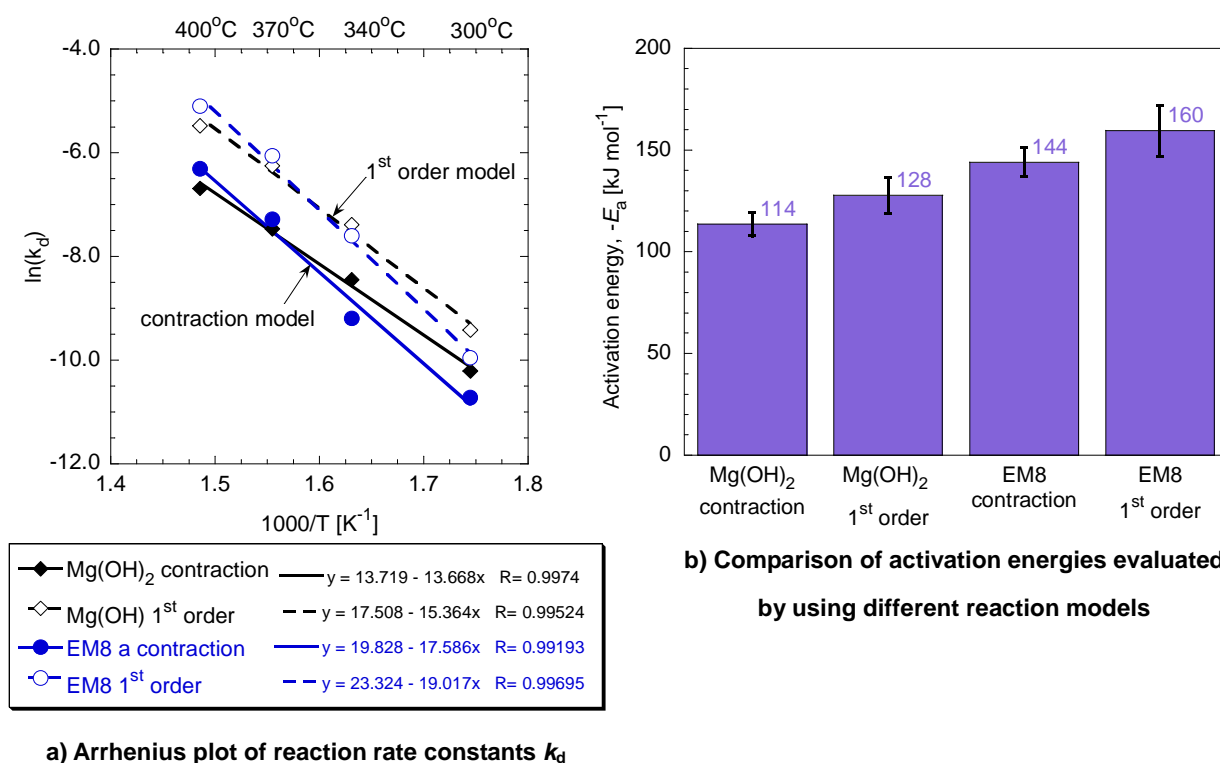 400°C 370°C 340°C 300°C
-4.0
-6.0
-8.0
-10.0
-12.0
ln(k_d)
1st order model
contraction model
1.4 1.5 1.6 1.7 1.8
1000/T [K⁻¹]
Mg(OH)₂ contraction y = 13.719 - 13.668x R= 0.9974
Mg(OH) 1st order y = 17.508 - 15.364x R= 0.99524
EM8 a contraction y = 19.828 - 17.586x R= 0.99193
EM8 1st order y = 23.324 - 19.017x R= 0.99695
a) Arrhenius plot of reaction rate constants k_d
200
150
100
50
0
Activation energy, -Eₐ [kJ mol⁻¹]
114
128
144
160
Mg(OH)₂
contraction
Mg(OH)₂
1st order
EM8
contraction
EM8
1st order
b) Comparison of activation energies evaluated
by using different reaction models